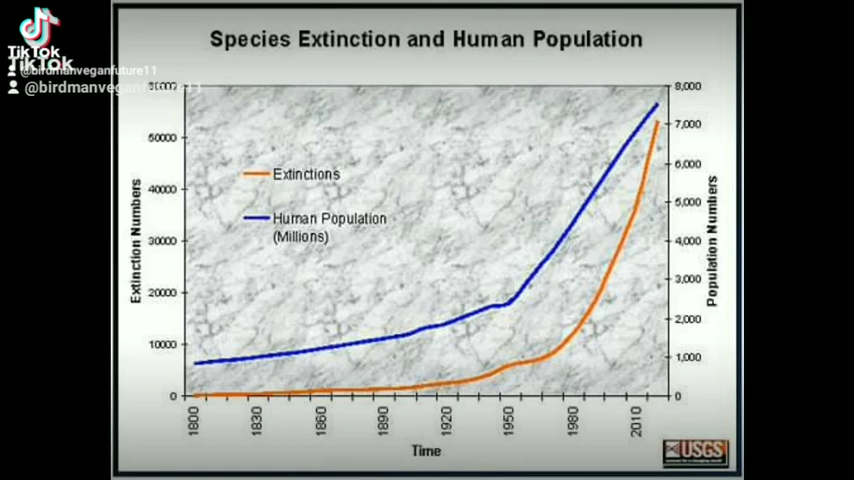 Species Extinction and Human Population
TikTok
TikTok
@birdmanveganfuture11
@birdmanvegan
60000
50000
40000
30000
20000
10000
0
Extinction Numbers
Extinctions
Human Population
(Millions)
8,000
7,000
6,000
5,000
4,000
3,000
2,000
1,000
0
Population Numbers
1800
1830
1860
1890
1920
1950
1980
2010
Time
USGS